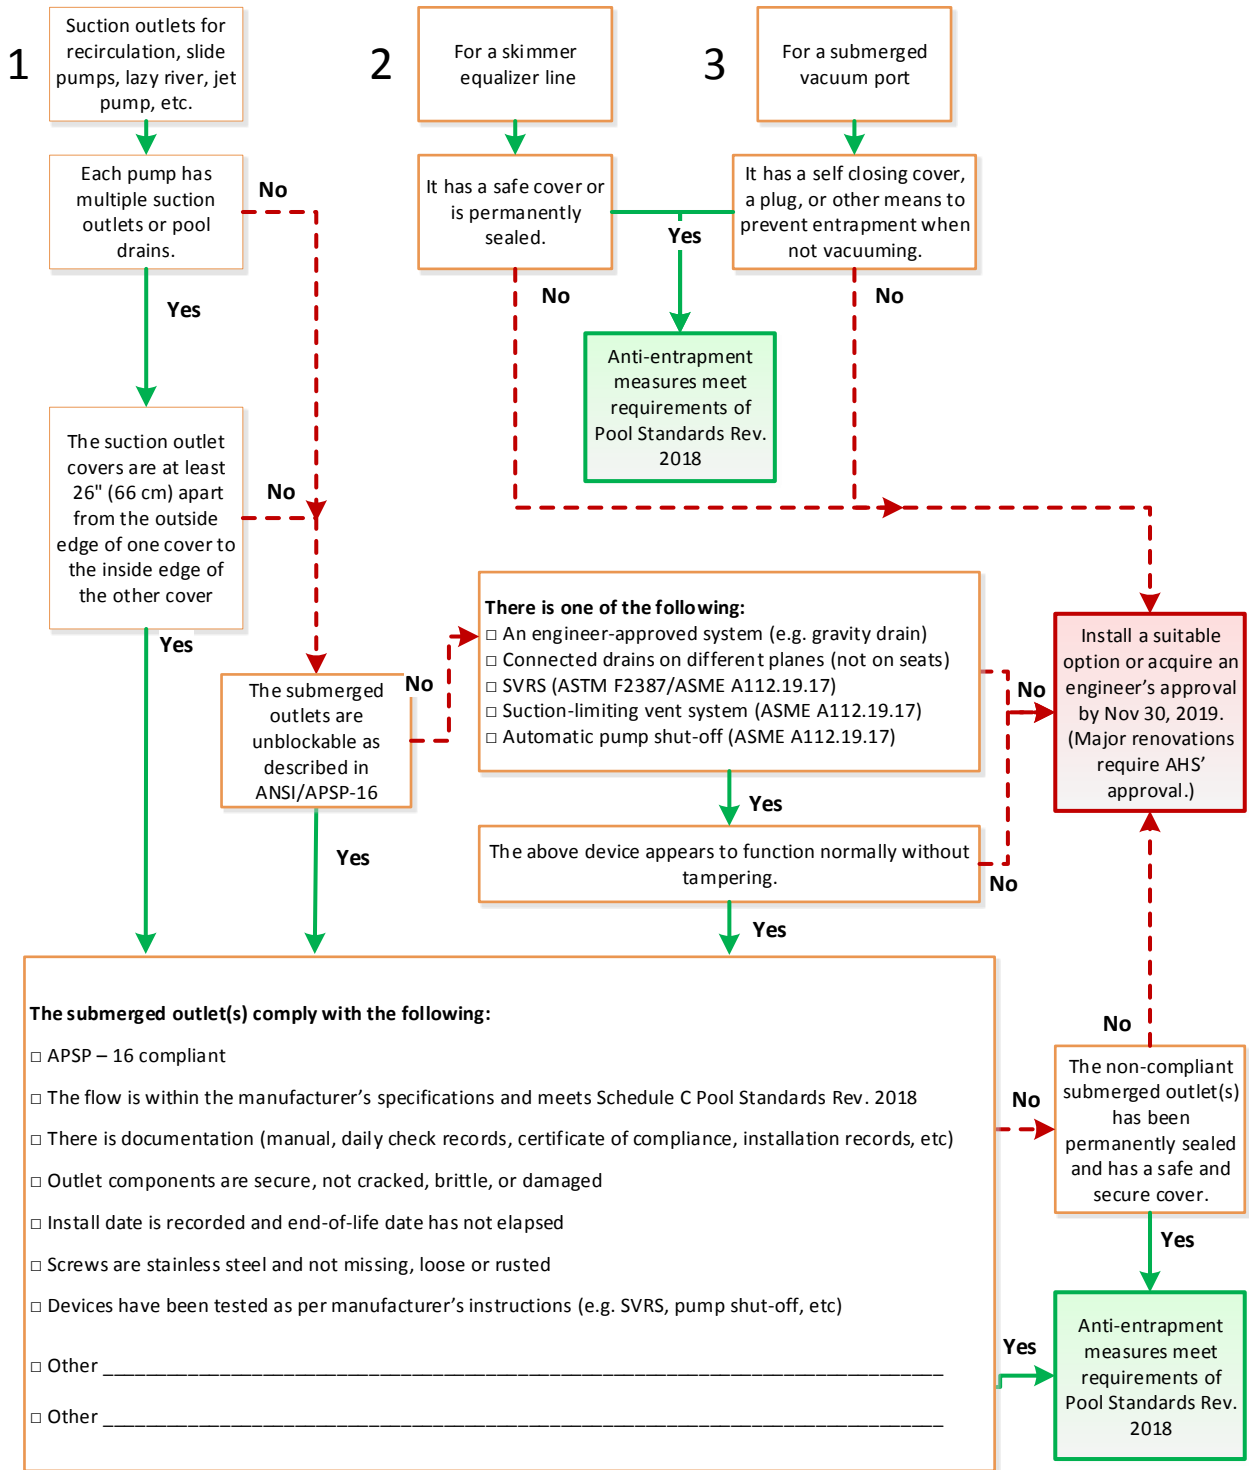 1
Suction outlets for
recirculation, slide
pumps, lazy river, jet
pump, etc.
2
For a skimmer
equalizer line
3
For a submerged
vacuum port
Each pump has
multiple suction
outlets or pool
drains.
No
It has a safe cover or
is permanently
sealed.
Yes
It has a self closing cover,
a plug, or other means to
prevent entrapment when
not vacuuming.
Yes
No
No
Anti-entrapment
measures meet
requirements of
Pool Standards Rev.
2018
The suction outlet
covers are at least
26" (66 cm) apart
from the outside
edge of one cover to
the inside edge of
the other cover
No
Yes
The submerged
outlets are
unblockable as
described in
ANSI/APSP-16
No
There is one of the following:
□ An engineer-approved system (e.g. gravity drain)
□ Connected drains on different planes (not on seats)
□ SVRS (ASTM F2387/ASME A112.19.17)
□ Suction-limiting vent system (ASME A112.19.17)
□ Automatic pump shut-off (ASME A112.19.17)
No
Install a suitable
option or acquire an
engineer’s approval
by Nov 30, 2019.
(Major renovations
require AHS’
approval.)
Yes
Yes
The above device appears to function normally without
tampering.
No
Yes
The submerged outlet(s) comply with the following:
□ APSP – 16 compliant
□ The flow is within the manufacturer’s specifications and meets Schedule C Pool Standards Rev. 2018
□ There is documentation (manual, daily check records, certificate of compliance, installation records, etc)
□ Outlet components are secure, not cracked, brittle, or damaged
□ Install date is recorded and end-of-life date has not elapsed
□ Screws are stainless steel and not missing, loose or rusted
□ Devices have been tested as per manufacturer’s instructions (e.g. SVRS, pump shut-off, etc)
□ Other ____________________________________________________________
□ Other ____________________________________________________________
No
No
The non-compliant
submerged outlet(s)
has been
permanently sealed
and has a safe and
secure cover.
Yes
Yes
Anti-entrapment
measures meet
requirements of
Pool Standards Rev.
2018